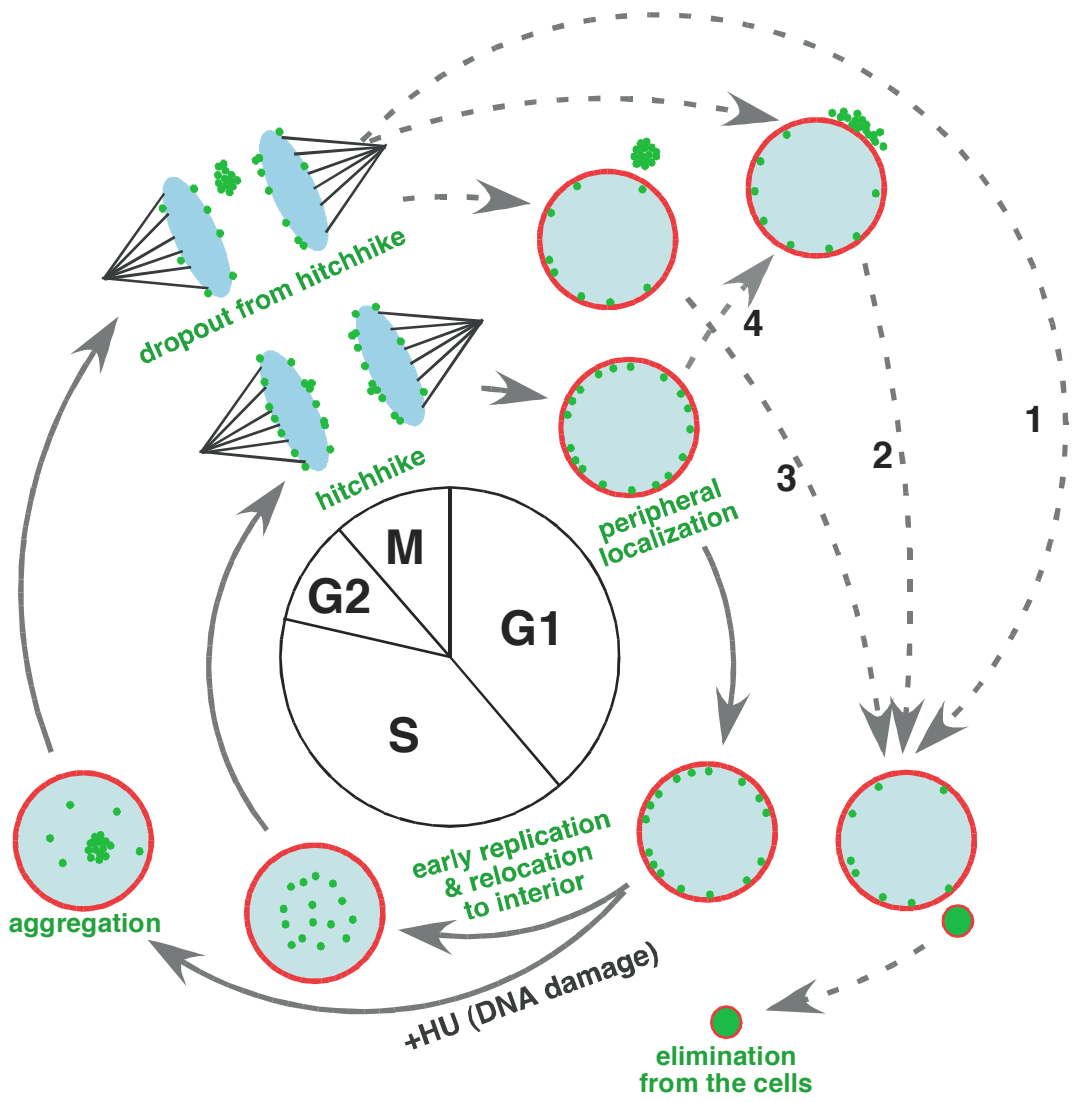 dropout from hitchhike
4
1
2
3
hitchhike
peripheral
localization
M
G2
G1
S
early replication
& relocation
to interior
aggregation
+HU (DNA damage)
elimination
from the cells